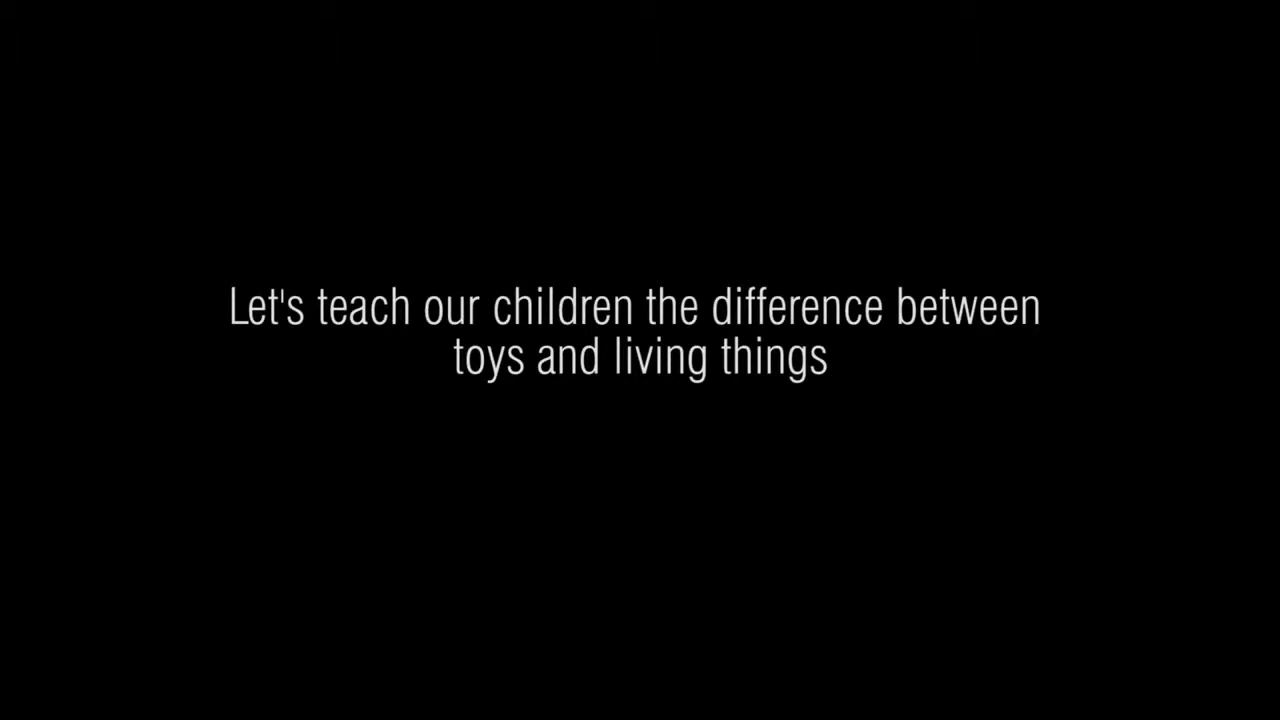 Let's teach our children the difference between
toys and living things